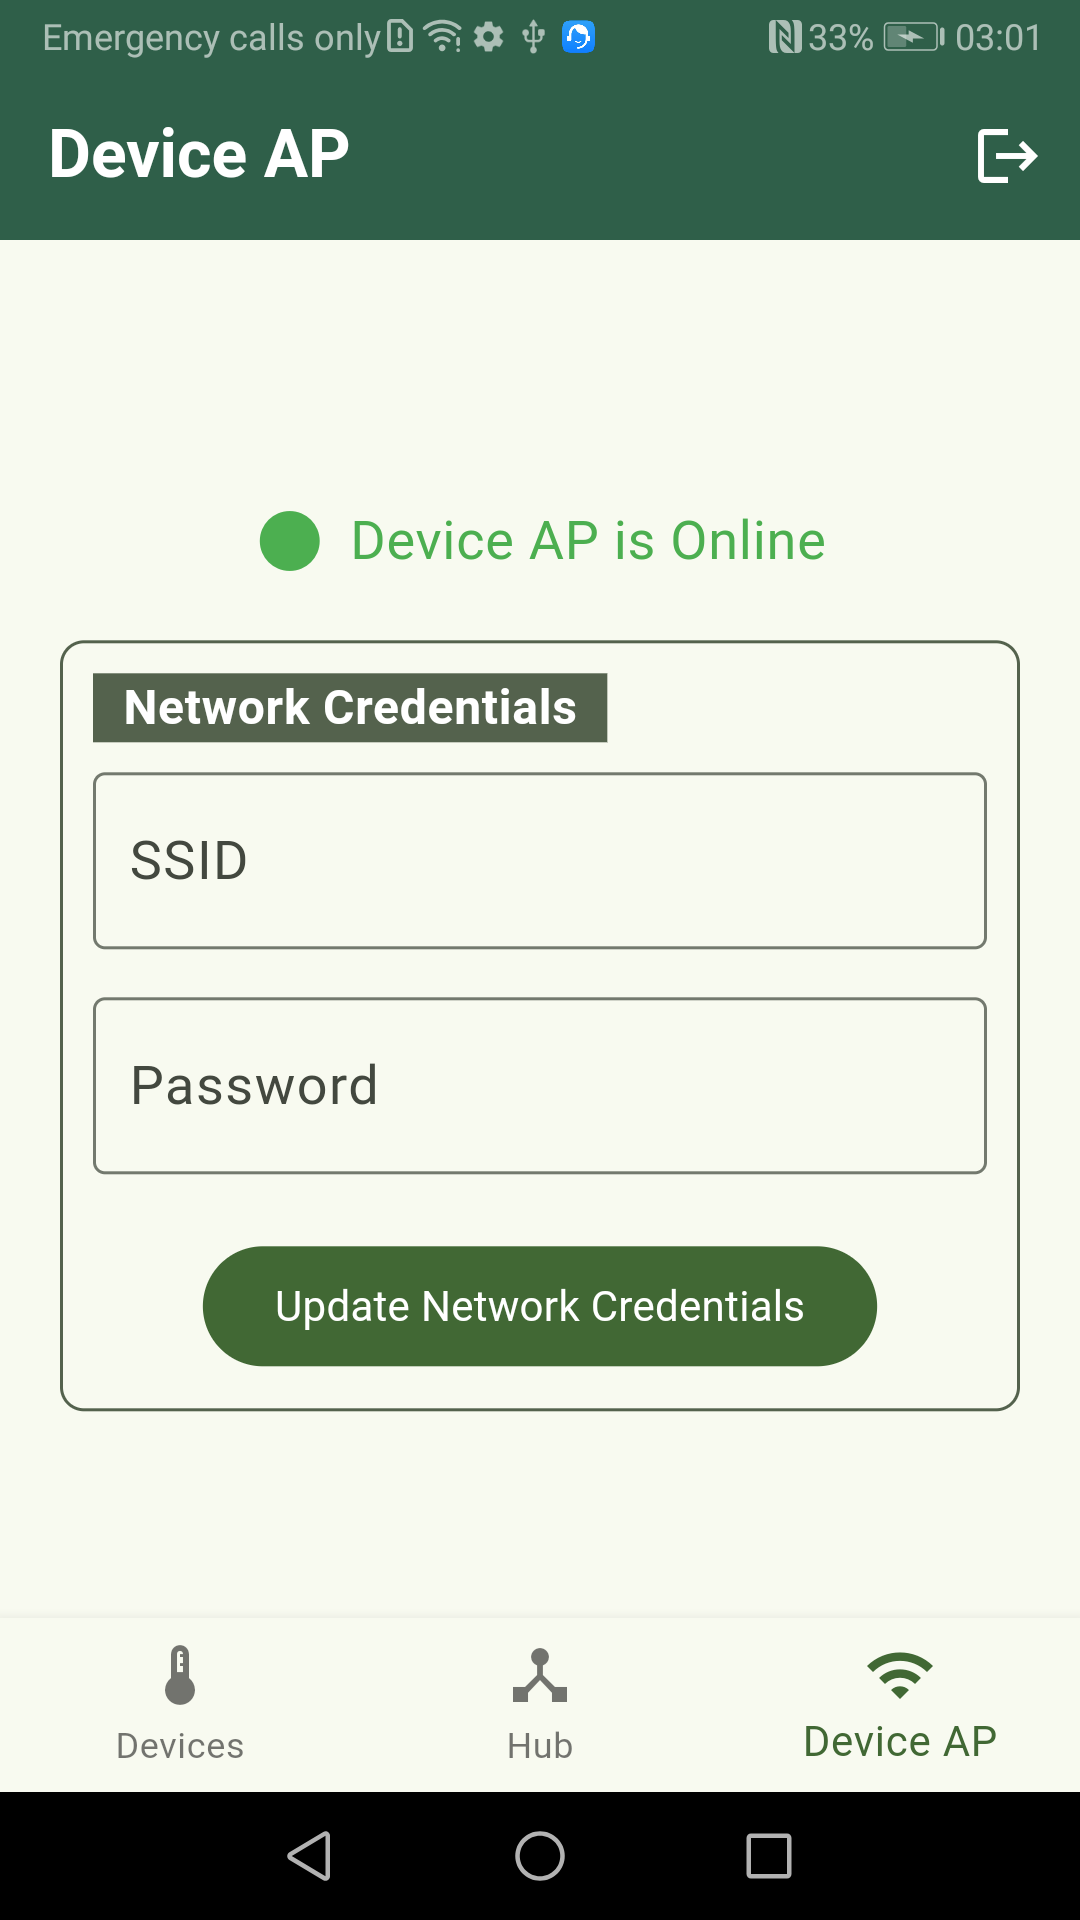 Emergency calls only 33% 03:01
Device AP
Device AP is Online
Network Credentials
SSID
Password
Update Network Credentials
Devices Hub Device AP